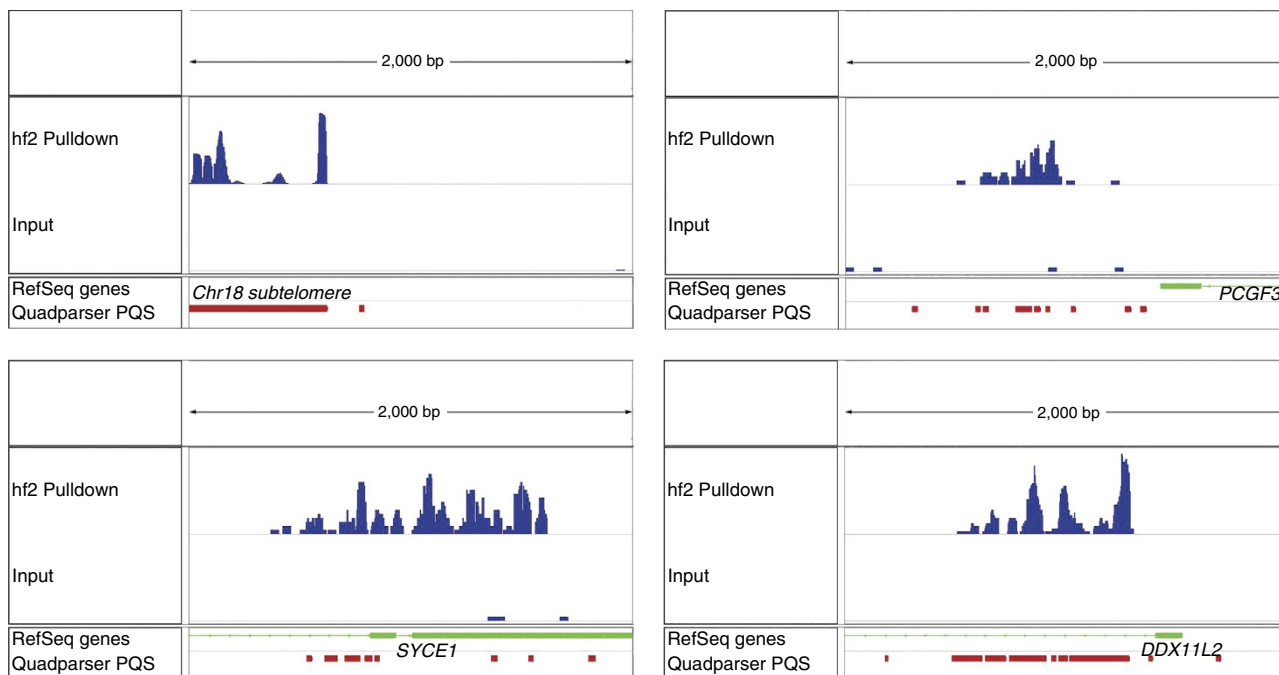 2,000 bp
hf2 Pulldown
Input
RefSeq genes
Chr18 subtelomere
Quadparser PQS
2,000 bp
hf2 Pulldown
Input
RefSeq genes
PCGF3
Quadparser PQS
2,000 bp
hf2 Pulldown
Input
RefSeq genes
SYCE1
Quadparser PQS
2,000 bp
hf2 Pulldown
Input
RefSeq genes
DDX11L2
Quadparser PQS